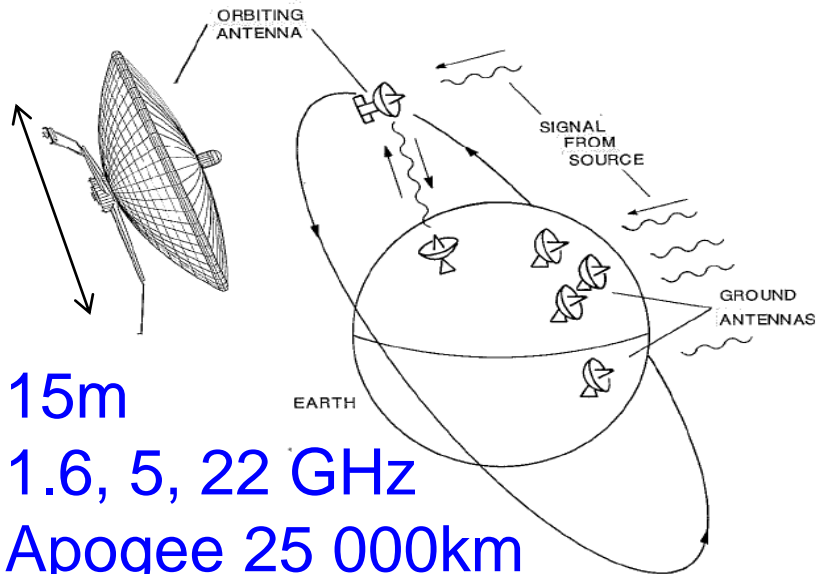 ORBITING
ANTENNA
SIGNAL
FROM
SOURCE
GROUND
ANTENNAS
EARTH
15m
1.6, 5, 22 GHz
Apogee 25 000km